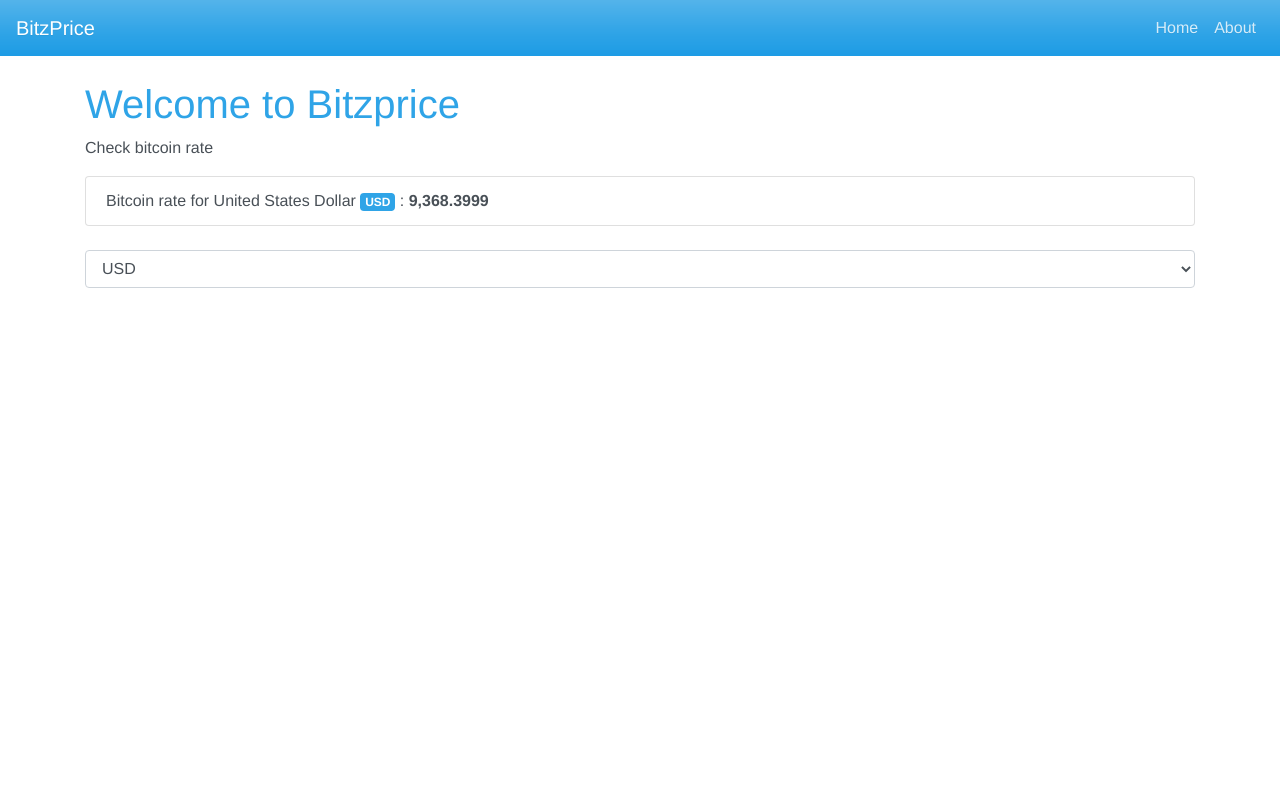 BitzPrice
Home About
Welcome to Bitzprice
Check bitcoin rate
Bitcoin rate for United States Dollar USD : 9,368.3999
USD